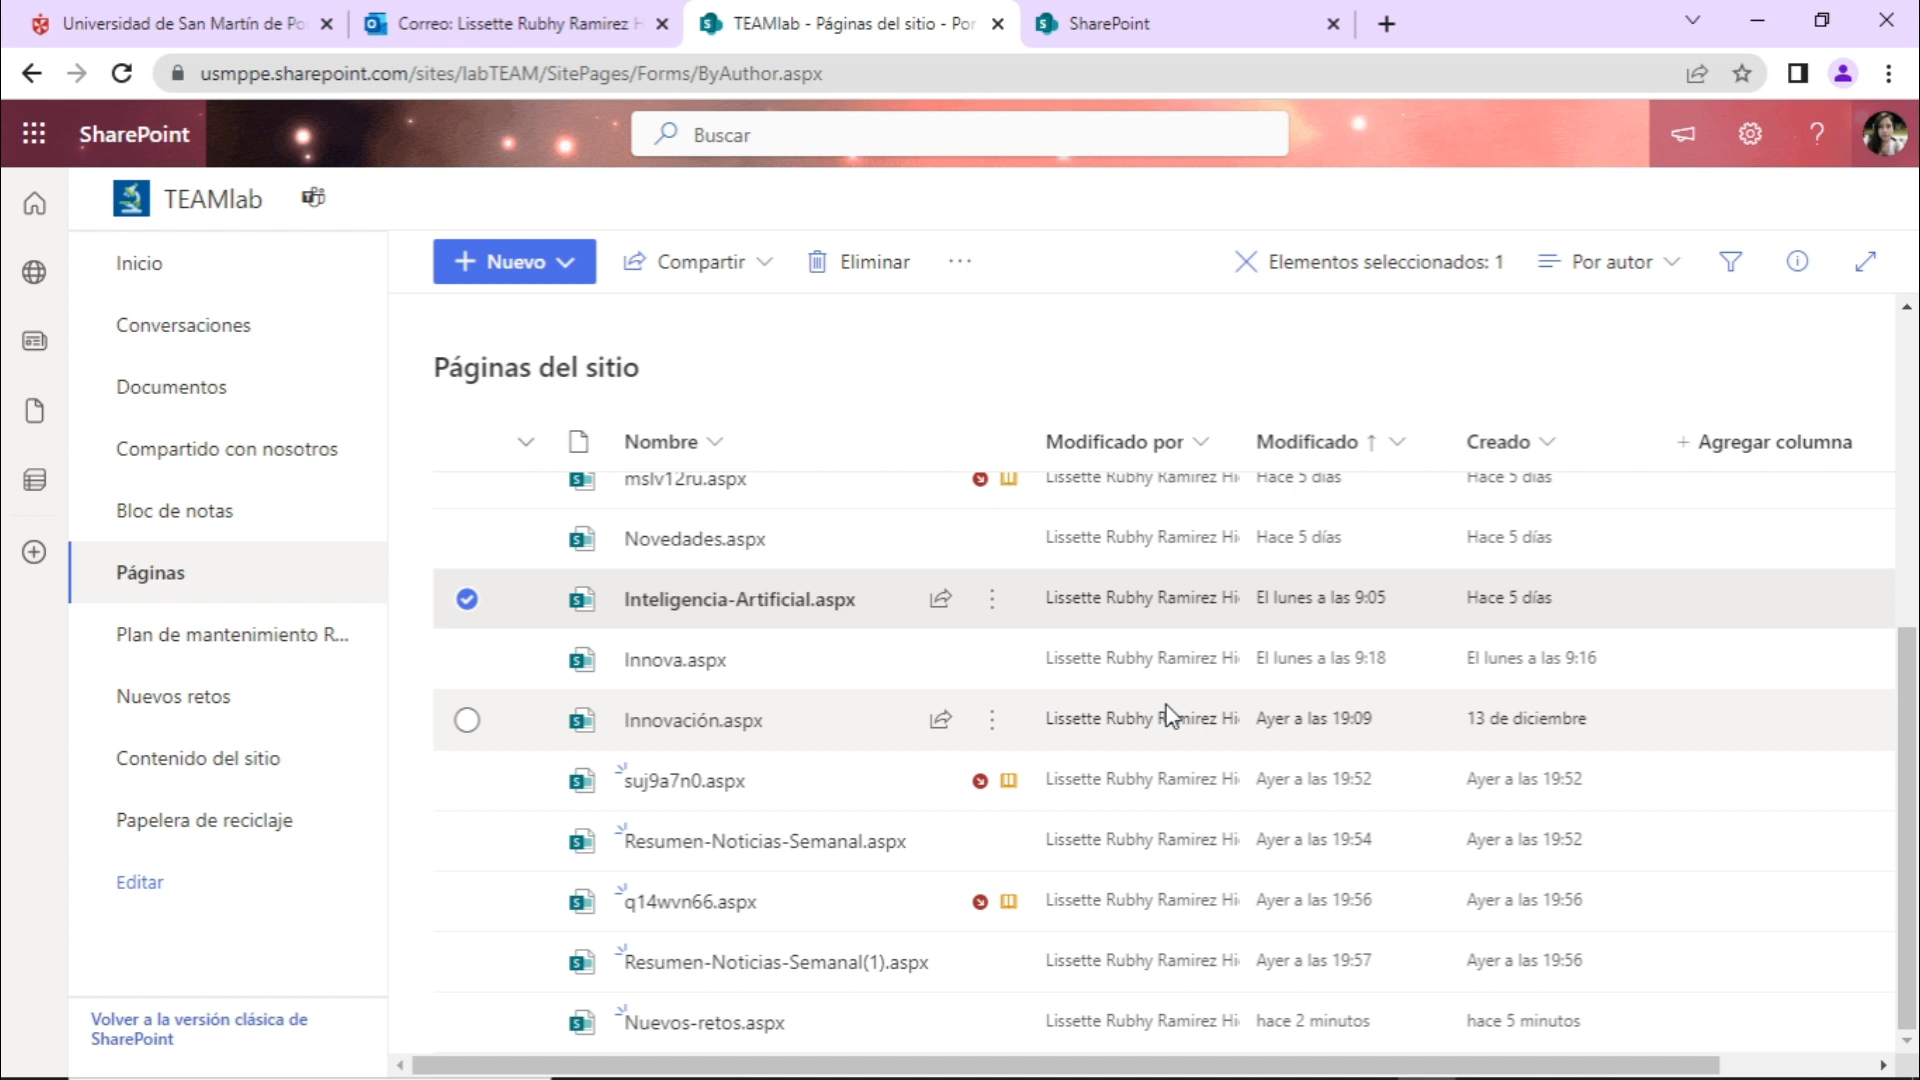 Universidad de San Martín de Po
Correo: Lissette Rubhy Ramirez H
TEAMlab - Páginas del sitio - Por
SharePoint
usmppe.sharepoint.com/sites/labTEAM/SitePages/Forms/ByAuthor.aspx
SharePoint
Buscar
TEAMlab
Inicio
Conversaciones
Documentos
Compartido con nosotros
Bloc de notas
Páginas
Plan de mantenimiento R...
Nuevos retos
Contenido del sitio
Papelera de reciclaje
Editar
Volver a la versión clásica de
SharePoint
+ Nuevo Compartir Eliminar ... Elementos seleccionados: 1 Por autor
Páginas del sitio
Nombre Modificado por Modificado ↑ Creado + Agregar columna
mslv12ru.aspx Lissette Rubhy Ramirez Hi Hace 5 días Hace 5 días
Novedades.aspx Lissette Rubhy Ramirez Hi Hace 5 días Hace 5 días
Inteligencia-Artificial.aspx Lissette Rubhy Ramirez Hi El lunes a las 9:05 Hace 5 días
Innova.aspx Lissette Rubhy Ramirez Hi El lunes a las 9:18 El lunes a las 9:16
Innovación.aspx Lissette Rubhy Ramirez Hi Ayer a las 19:09 13 de diciembre
suj9a7n0.aspx Lissette Rubhy Ramirez Hi Ayer a las 19:52 Ayer a las 19:52
Resumen-Noticias-Semanal.aspx Lissette Rubhy Ramirez Hi Ayer a las 19:54 Ayer a las 19:52
q14wvn66.aspx Lissette Rubhy Ramirez Hi Ayer a las 19:56 Ayer a las 19:56
Resumen-Noticias-Semanal(1).aspx Lissette Rubhy Ramirez Hi Ayer a las 19:57 Ayer a las 19:56
Nuevos-retos.aspx Lissette Rubhy Ramirez Hi hace 2 minutos hace 5 minutos